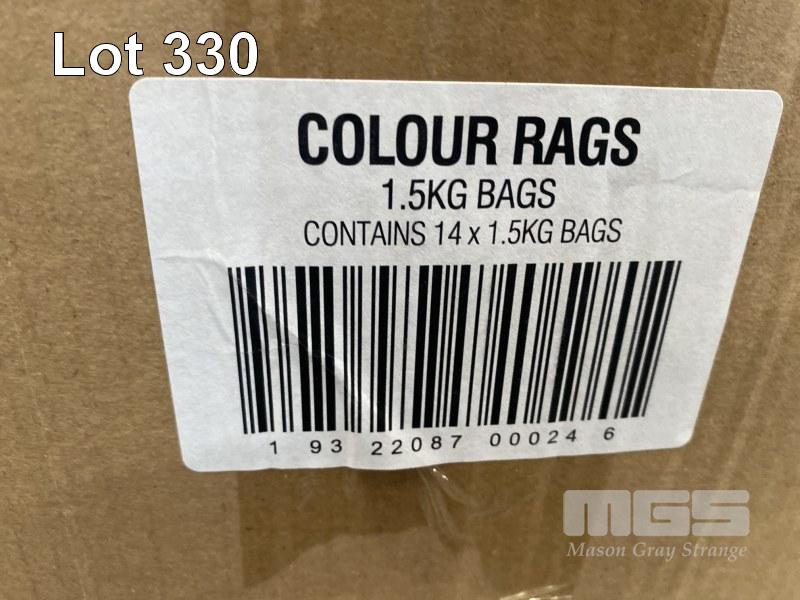 Lot 330
COLOUR RAGS
1.5KG BAGS
CONTAINS 14 x 1.5KG BAGS
1 93 22087 00024 6
MGS
Mason Gray Strange